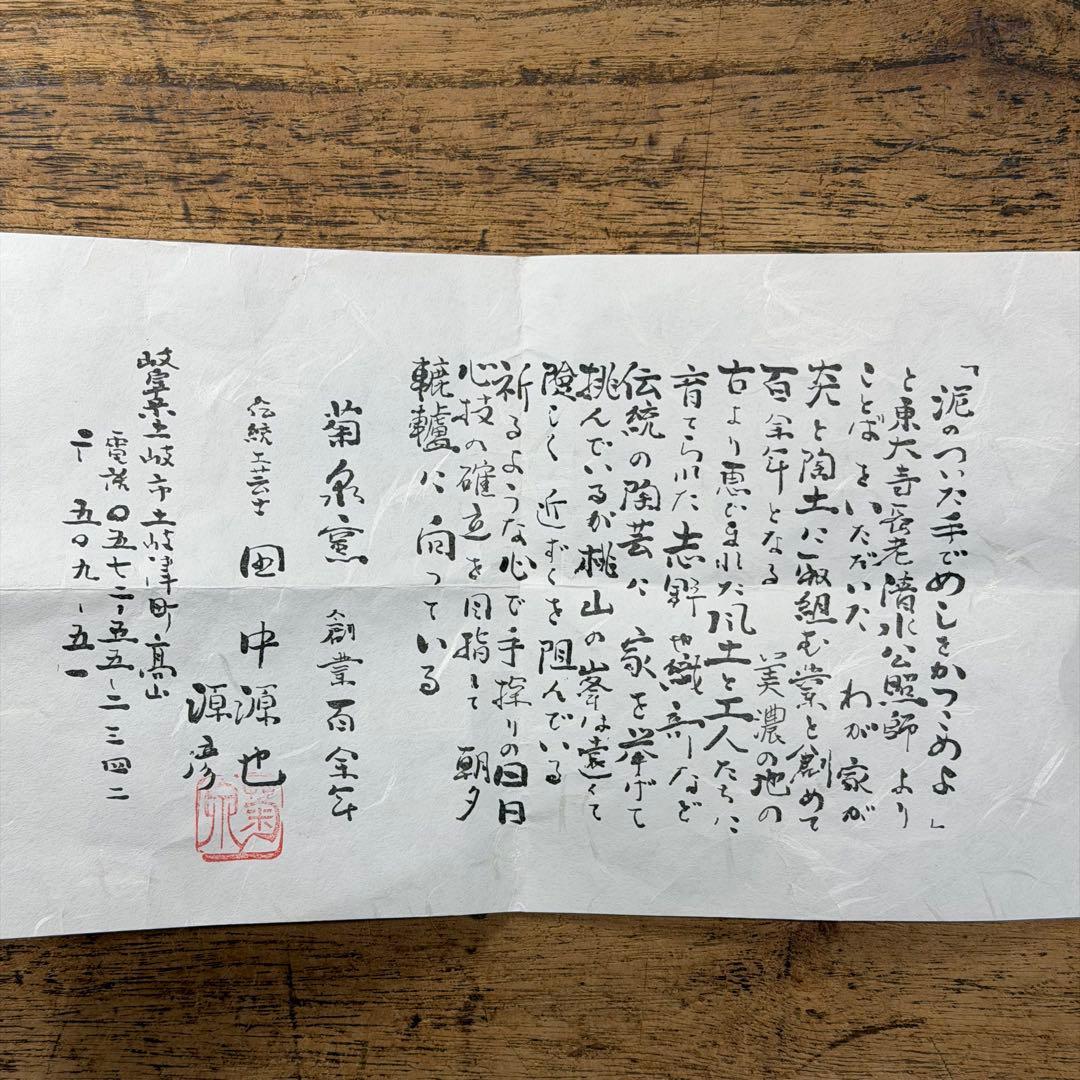 「泥のついた手でめしをかつこめよ」
と東大寺長老清水公照師より
ことばをいただいた わが家が
炎と陶土に取組む業を創めて
百余年となる 美濃の地の
古より恵まれた風土と工人たちに
育てられた志野や織部など
伝統の陶芸に 家を挙げて
挑んでいるが桃山の峯は遠くて
険しく 近ずくを阻んでいる
祈るような心で手探りの日日
心技の確立を目指して 朝夕
轆轤に向っている
菊泉窯 創業百余年
伝統工芸士 田中源也
源彦
菊泉
岐阜県土岐市土岐津町高山
電話〇五七二-五五-二三四二
〒 五〇九-五一